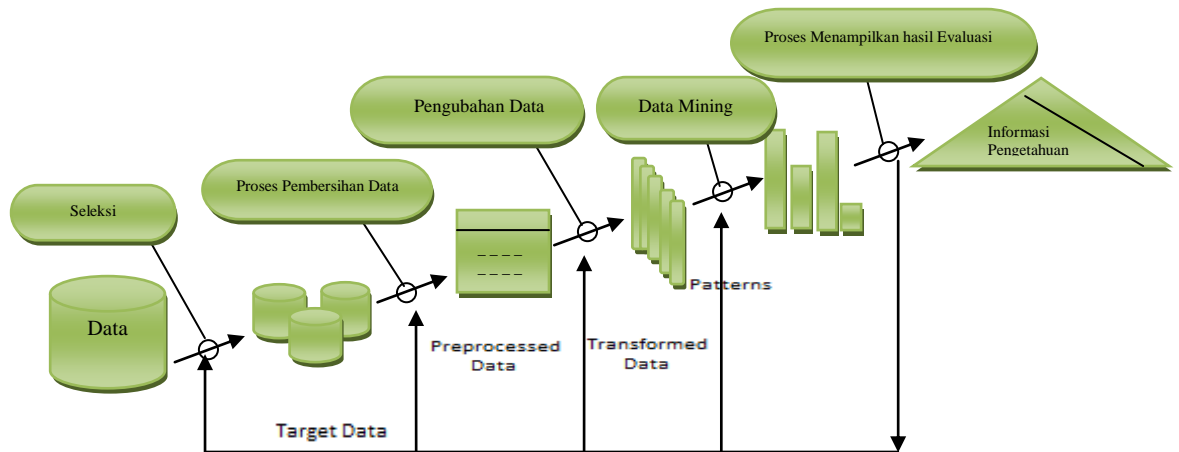 Proses Menampilkan hasil Evaluasi
Pengubahan Data
Data Mining
Informasi
Pengetahuan
Proses Pembersihan Data
Seleksi
Data
Patterns
Preprocessed
Data
Transformed
Data
Target Data